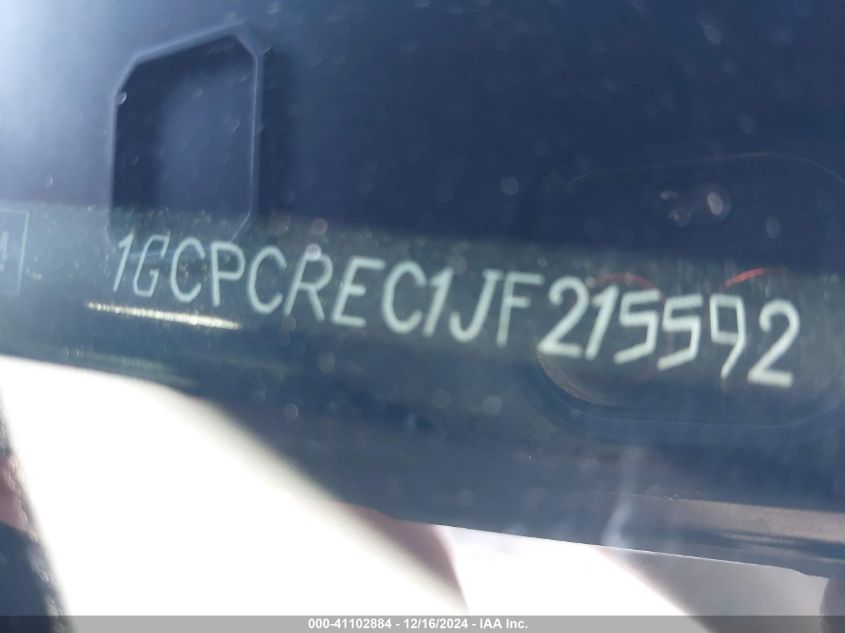 1GCPCREC1JF215592
000-41102884 - 12/16/2024 - IAA Inc.